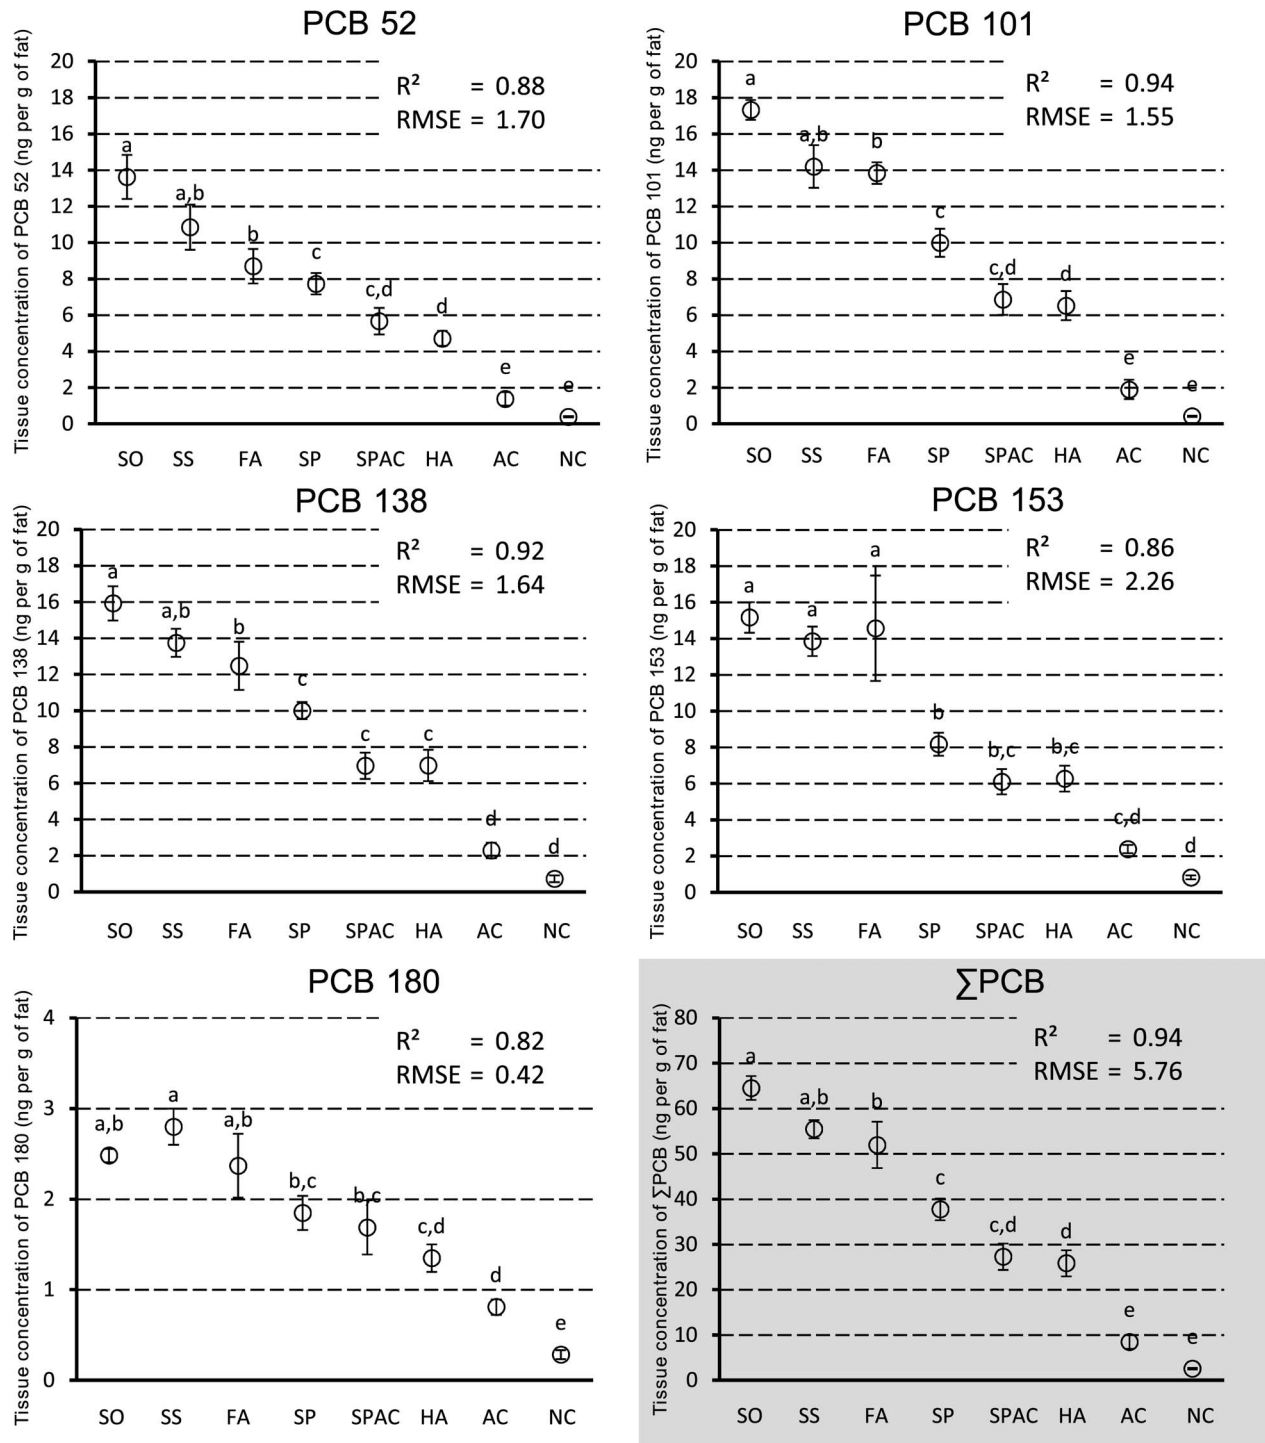 PCB 52
Tissue concentration of PCB 52 (ng per g of fat)
20
18
16
14
12
10
8
6
4
2
0
R² = 0.88
RMSE = 1.70
a
a,b
b
c
c,d
d
e
e
SO SS FA SP SPAC HA AC NC
PCB 101
Tissue concentration of PCB 101 (ng per g of fat)
20
18
16
14
12
10
8
6
4
2
0
R² = 0.94
RMSE = 1.55
a
a,b
b
c
c,d
d
e
e
SO SS FA SP SPAC HA AC NC
PCB 138
Tissue concentration of PCB 138 (ng per g of fat)
20
18
16
14
12
10
8
6
4
2
0
R² = 0.92
RMSE = 1.64
a
a,b
b
c
c
c
d
d
SO SS FA SP SPAC HA AC NC
PCB 153
Tissue concentration of PCB 153 (ng per g of fat)
20
18
16
14
12
10
8
6
4
2
0
R² = 0.86
RMSE = 2.26
a
a
a
b
b,c
b,c
c,d
d
SO SS FA SP SPAC HA AC NC
PCB 180
Tissue concentration of PCB 180 (ng per g of fat)
4
3
2
1
0
R² = 0.82
RMSE = 0.42
a,b
a
a,b
b,c
b,c
c,d
d
e
SO SS FA SP SPAC HA AC NC
∑PCB
Tissue concentration of ∑PCB (ng per g of fat)
80
70
60
50
40
30
20
10
0
R² = 0.94
RMSE = 5.76
a
a,b
b
c
c,d
d
e
e
SO SS FA SP SPAC HA AC NC